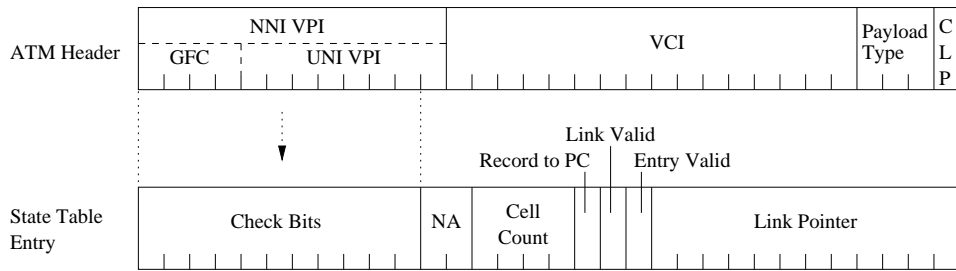 NNI VPI
ATM Header
GFC
UNI VPI
VCI
Payload
Type
C
L
P
Link Valid
Record to PC
Entry Valid
State Table
Entry
Check Bits
NA
Cell
Count
Link Pointer